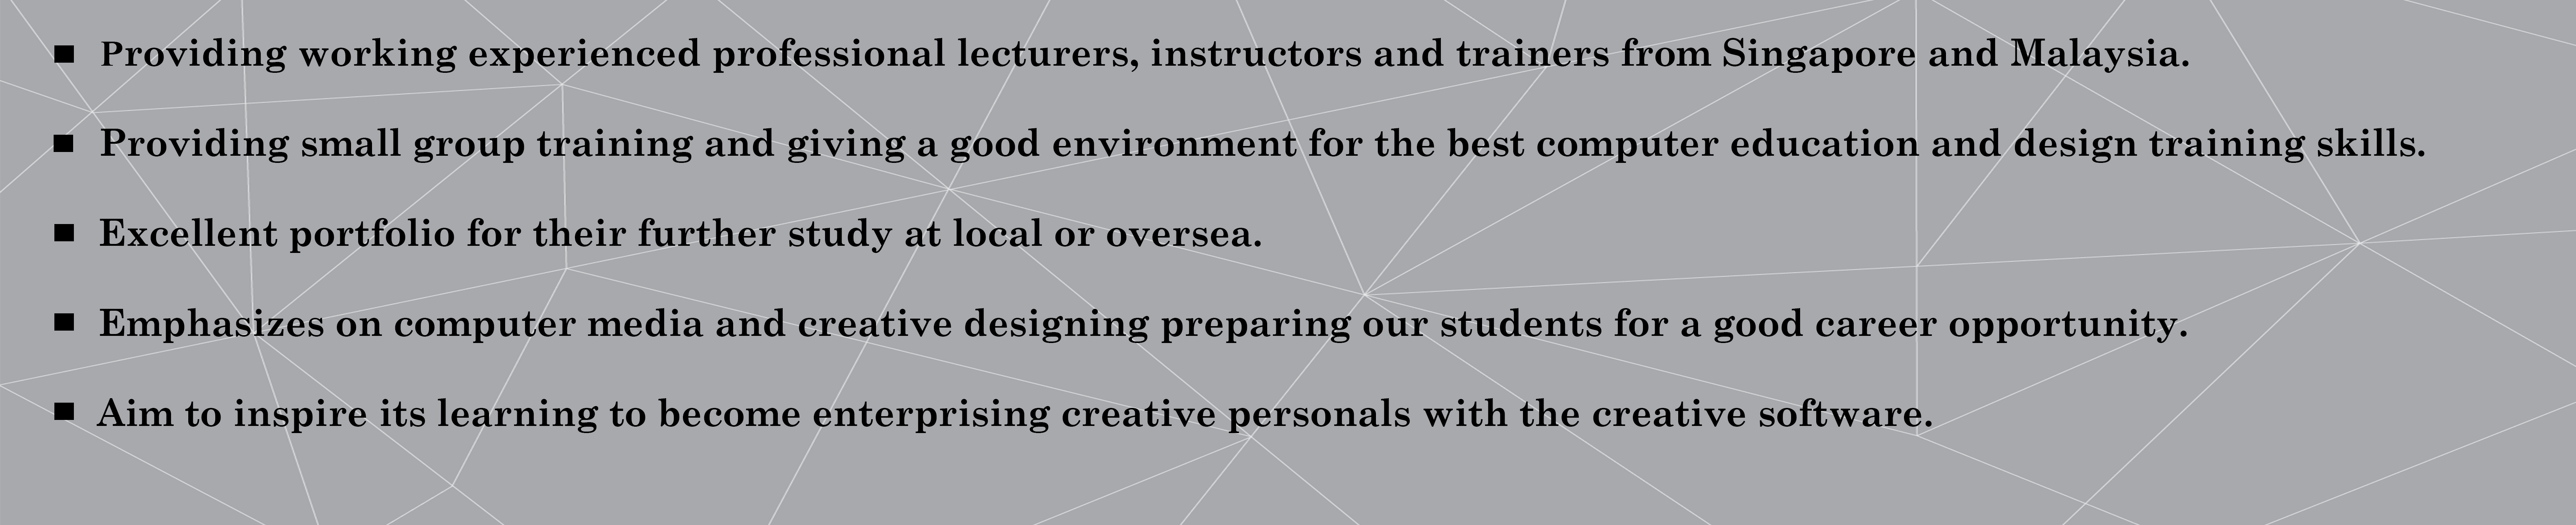 ■ Providing working experienced professional lecturers, instructors and trainers from Singapore and Malaysia.
■ Providing small group training and giving a good environment for the best computer education and design training skills.
■ Excellent portfolio for their further study at local or oversea.
■ Emphasizes on computer media and creative designing preparing our students for a good career opportunity.
■ Aim to inspire its learning to become enterprising creative personals with the creative software.